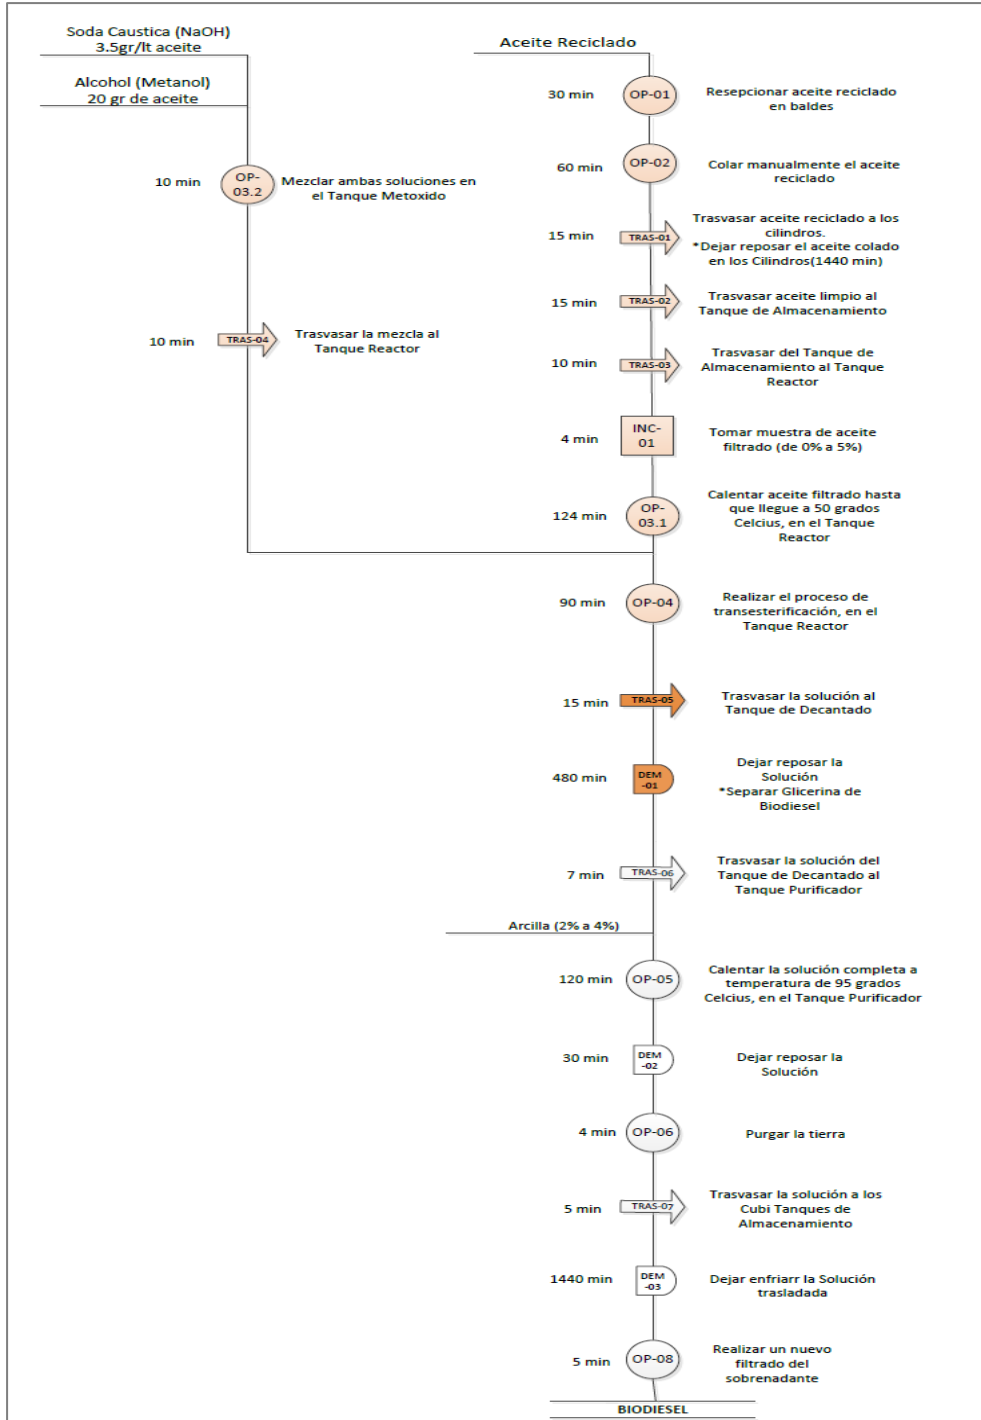 Soda Caustica (NaOH)
3.5gr/lt aceite
Alcohol (Metanol)
20 gr de aceite
10 min
OP-
03.2
Mezclar ambas soluciones en
el Tanque Metoxido
10 min
TRAS-04
Trasvasar la mezcla al
Tanque Reactor
Aceite Reciclado
30 min
OP-01
Resepcionar aceite reciclado
en baldes
60 min
OP-02
Colar manualmente el aceite
reciclado
15 min
TRAS-01
Trasvasar aceite reciclado a los
cilindros.
*Dejar reposar el aceite colado
en los Cilindros(1440 min)
15 min
TRAS-02
Trasvasar aceite limpio al
Tanque de Almacenamiento
10 min
TRAS-03
Trasvasar del Tanque de
Almacenamiento al Tanque
Reactor
4 min
INC-
01
Tomar muestra de aceite
filtrado (de 0% a 5%)
124 min
OP-
03.1
Calentar aceite filtrado hasta
que llegue a 50 grados
Celcius, en el Tanque
Reactor
90 min
OP-04
Realizar el proceso de
transesterificación, en el
Tanque Reactor
15 min
TRAS-05
Trasvasar la solución al
Tanque de Decantado
480 min
DEM
-01
Dejar reposar la
Solución
*Separar Glicerina de
Biodiesel
7 min
TRAS-06
Trasvasar la solución del
Tanque de Decantado al
Tanque Purificador
Arcilla (2% a 4%)
120 min
OP-05
Calentar la solución completa a
temperatura de 95 grados
Celcius, en el Tanque Purificador
30 min
DEM
-02
Dejar reposar la
Solución
4 min
OP-06
Purgar la tierra
5 min
TRAS-07
Trasvasar la solución a los
Cubi Tanques de
Almacenamiento
1440 min
DEM
-03
Dejar enfriarr la Solución
trasladada
5 min
OP-08
Realizar un nuevo
filtrado del
sobrenadante
BIODIESEL